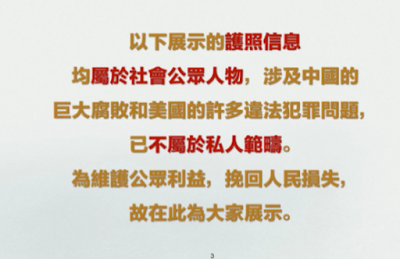 以下展示的護照信息
均屬於社會公眾人物，涉及中國的
巨大腐敗和美國的許多違法犯罪問題，
已不屬於私人範疇。
為維護公眾利益，挽回人民損失，
故在此為大家展示。
3